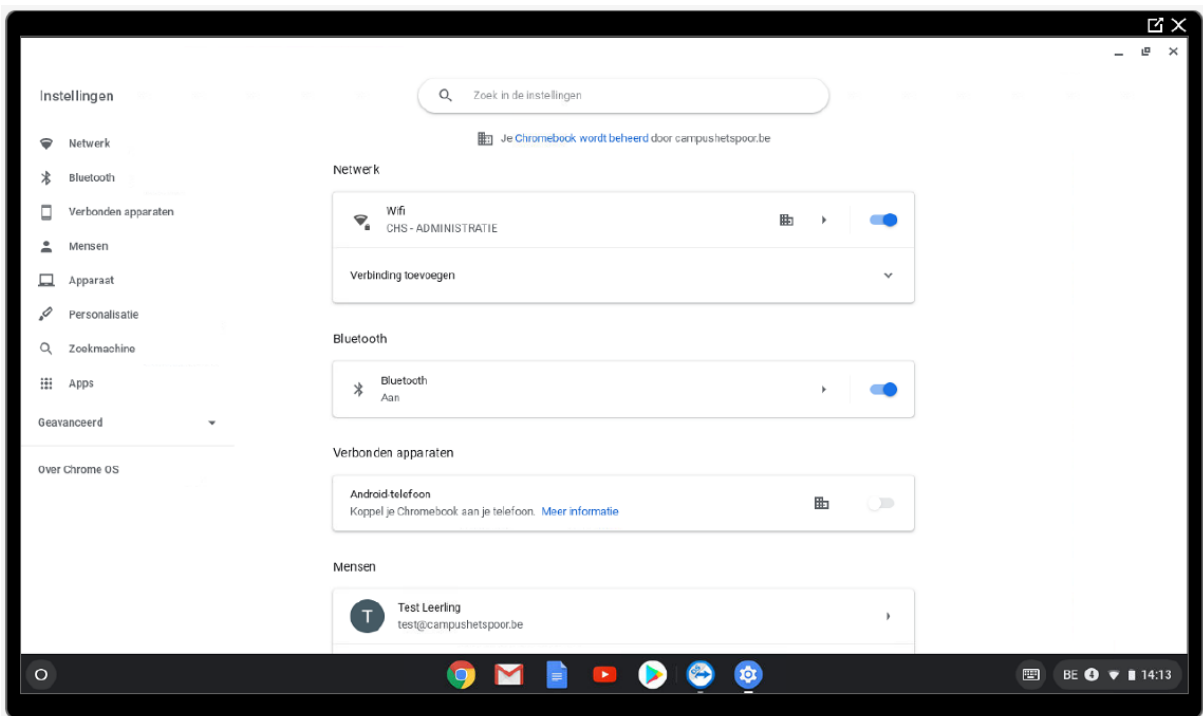 Instellingen
Zoek in de instellingen
Je Chromebook wordt beheerd door campushetspoor.be
Netwerk
Bluetooth
Verbonden apparaten
Mensen
Apparaat
Personalisatie
Zoekmachine
Apps
Geavanceerd
Over Chrome OS
Netwerk
Wifi
CHS - ADMINISTRATIE
Verbinding toevoegen
Bluetooth
Bluetooth
Aan
Verbonden apparaten
Android-telefoon
Koppel je Chromebook aan je telefoon. Meer informatie
Mensen
T
Test Leerling
test@campushetspoor.be
BE 4 14:13